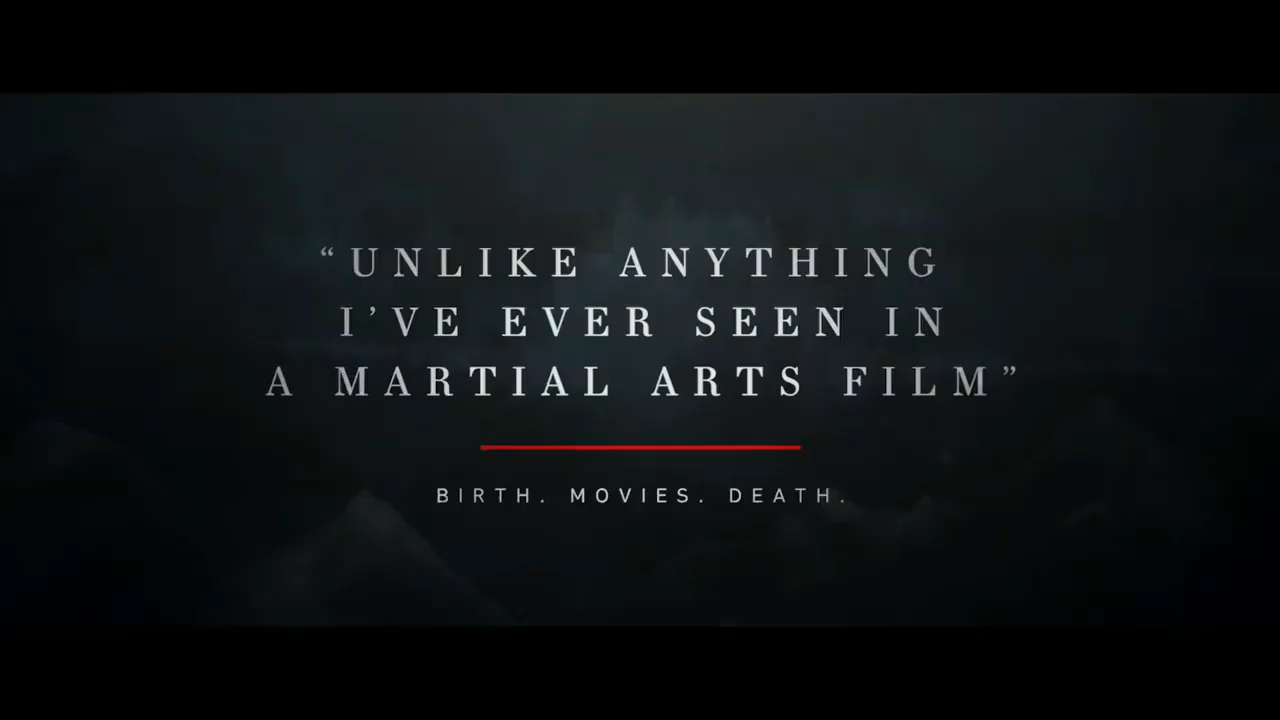 “UNLIKE ANYTHING
I’VE EVER SEEN IN
A MARTIAL ARTS FILM”
BIRTH. MOVIES. DEATH.